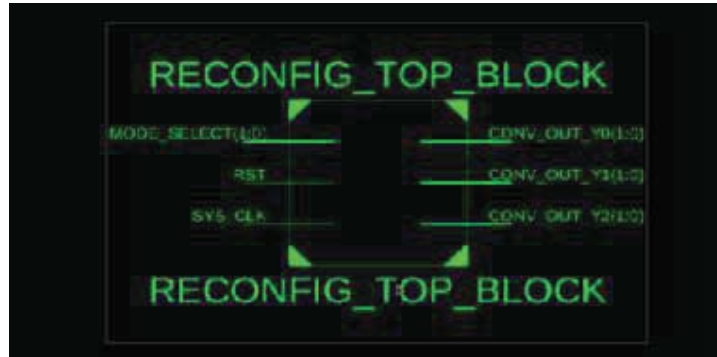 RECONFIG_TOP_BLOCK
MODE_SELECT(1:0)
CONV_OUT_Y0(1:0)
RST
CONV_OUT_Y1(1:0)
SYS_CLK
CONV_OUT_Y2(1:0)
RECONFIG_TOP_BLOCK